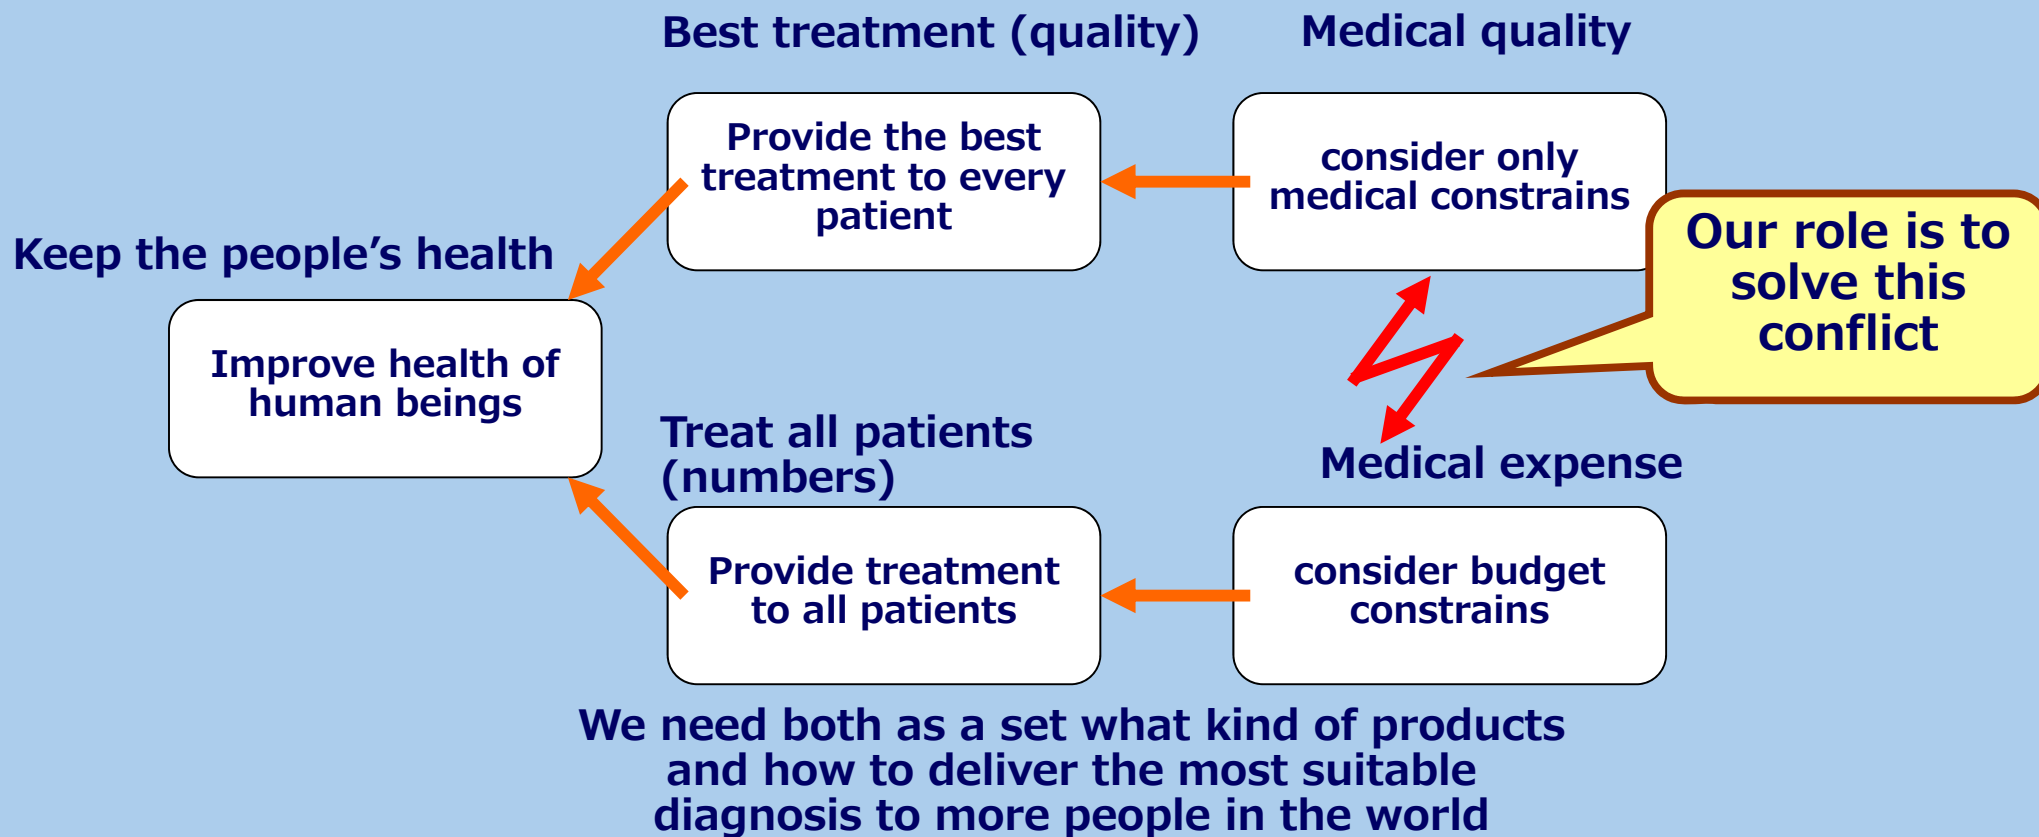 Best treatment (quality)
Medical quality
Provide the best
treatment to every
patient
consider only
medical constrains
Our role is to
solve this
conflict
Keep the people’s health
Improve health of
human beings
Treat all patients
(numbers)
Medical expense
Provide treatment
to all patients
consider budget
constrains
We need both as a set what kind of products
and how to deliver the most suitable
diagnosis to more people in the world